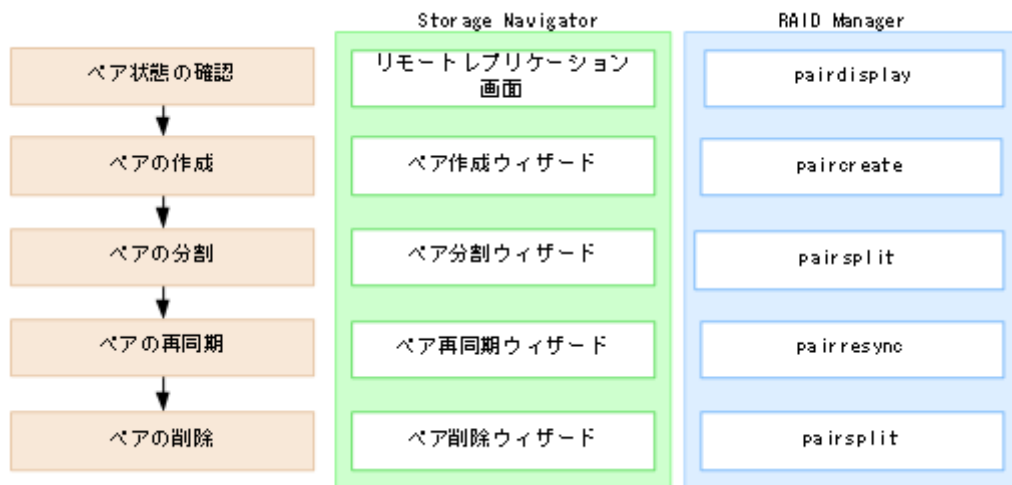 Storage Navigator
RAID Manager
ペア状態の確認
リモートレプリケーション
画面
pairdisplay
ペアの作成
ペア作成ウィザード
paircreate
ペアの分割
ペア分割ウィザード
pairsplit
ペアの再同期
ペア再同期ウィザード
pairresync
ペアの削除
ペア削除ウィザード
pairsplit